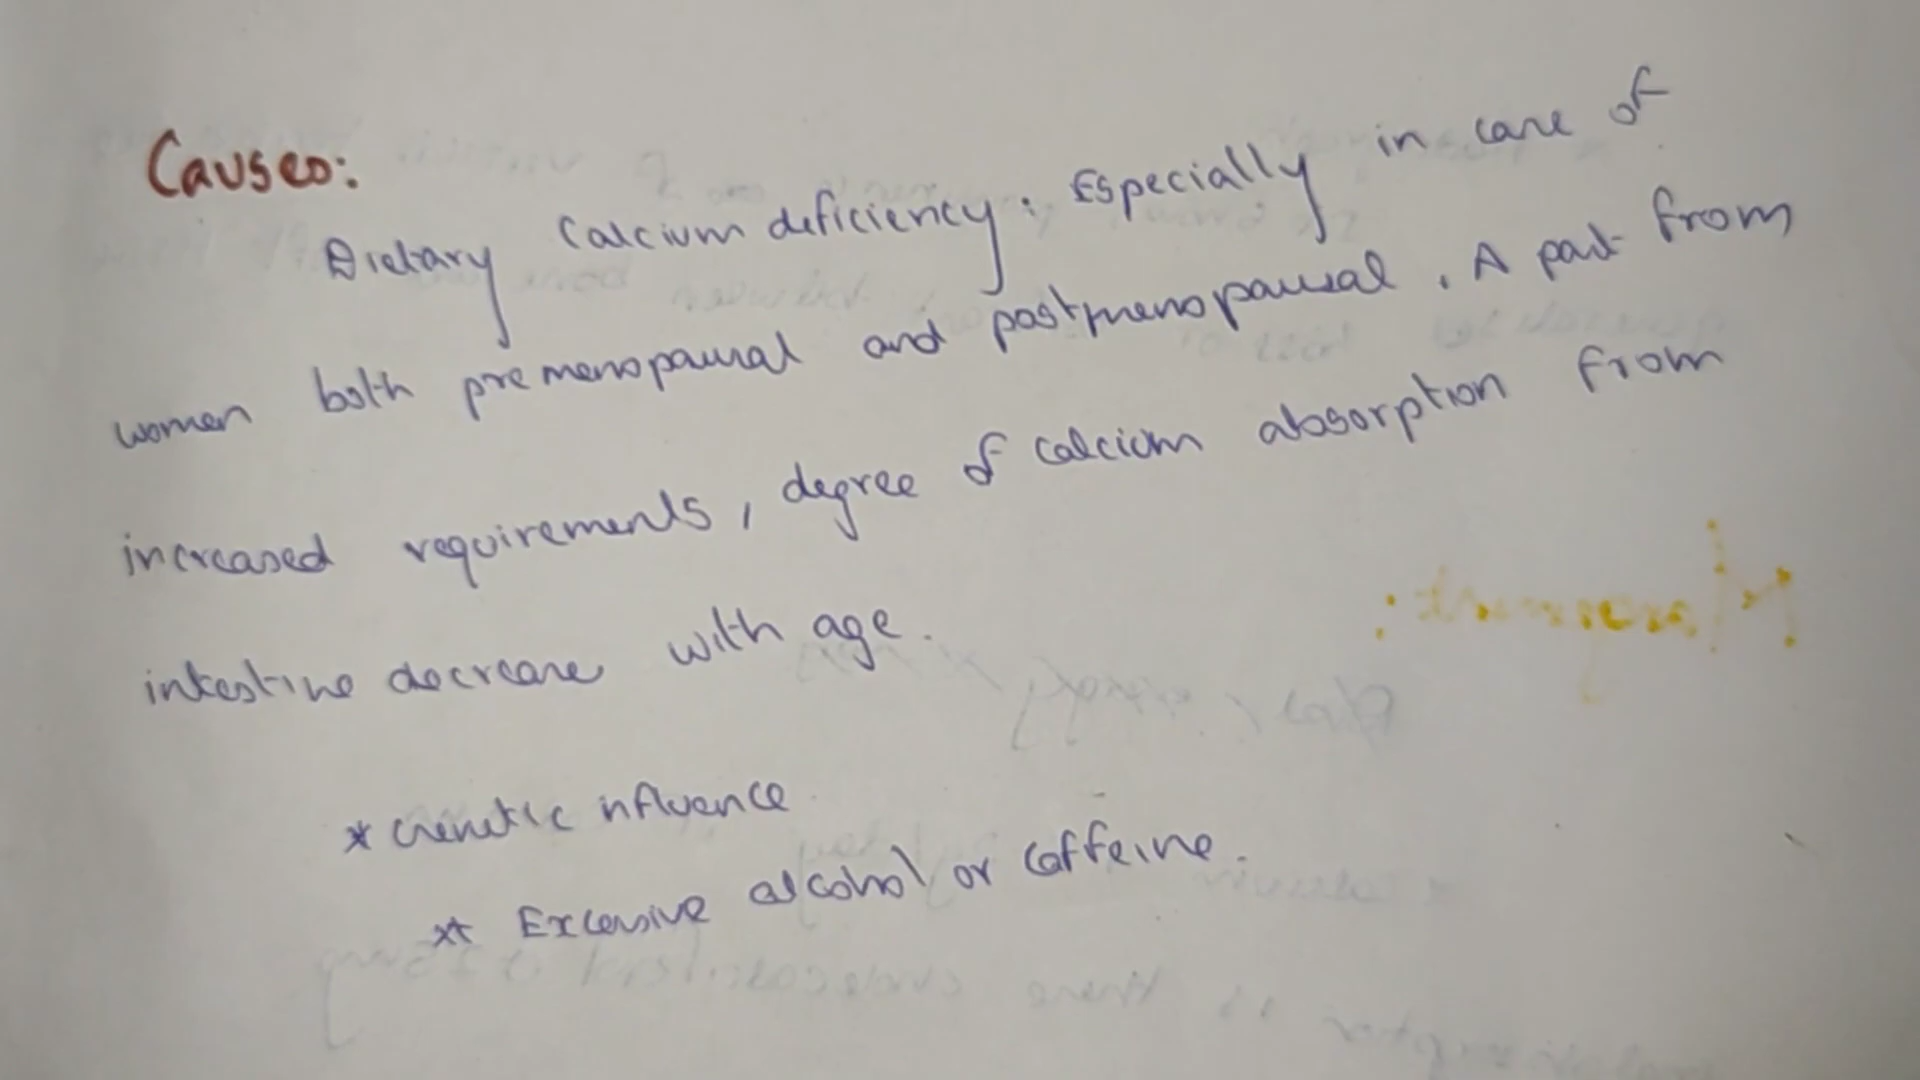 Causes:
Dietary Calcium deficiency. Especially in case of
women both premenopausal and postmenopausal. A part from
increased requirements, degree of calcium absorption from
intestine decrease with age.
* Genetic influence
* Excessive alcohol or caffeine.